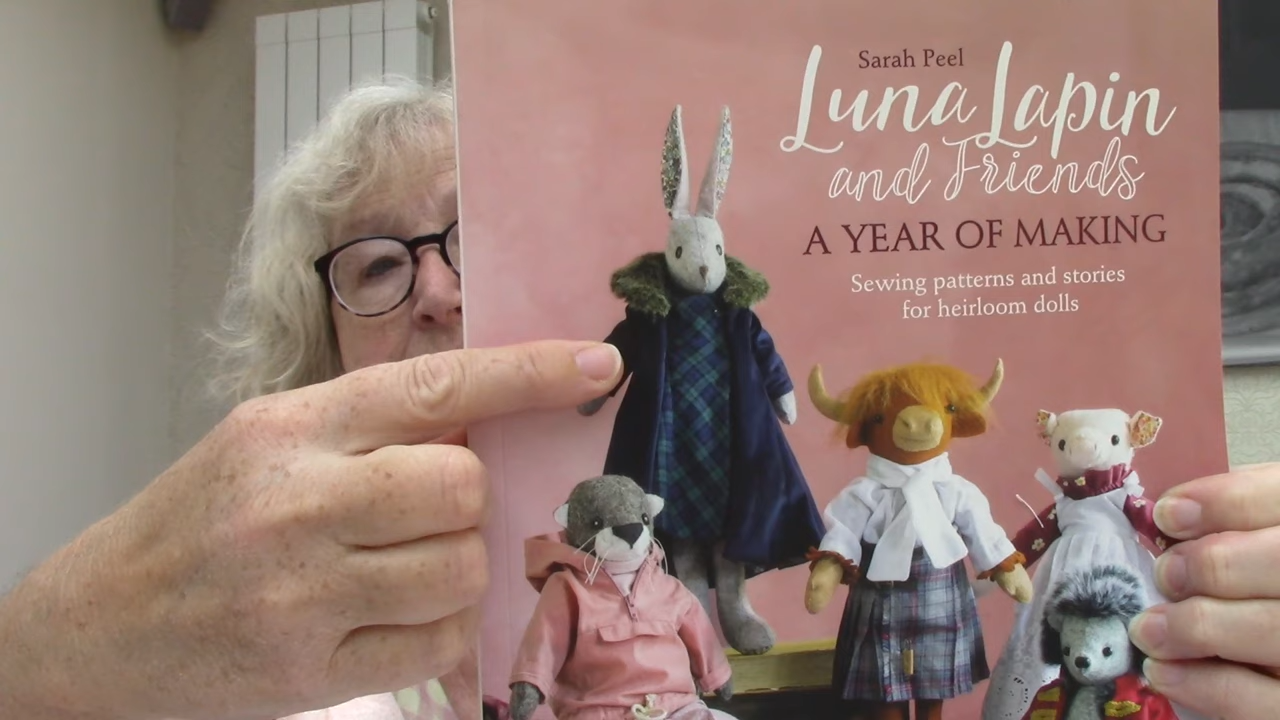 Sarah Peel
Luna Lapin
and Friends
A YEAR OF MAKING
Sewing patterns and stories
for heirloom dolls